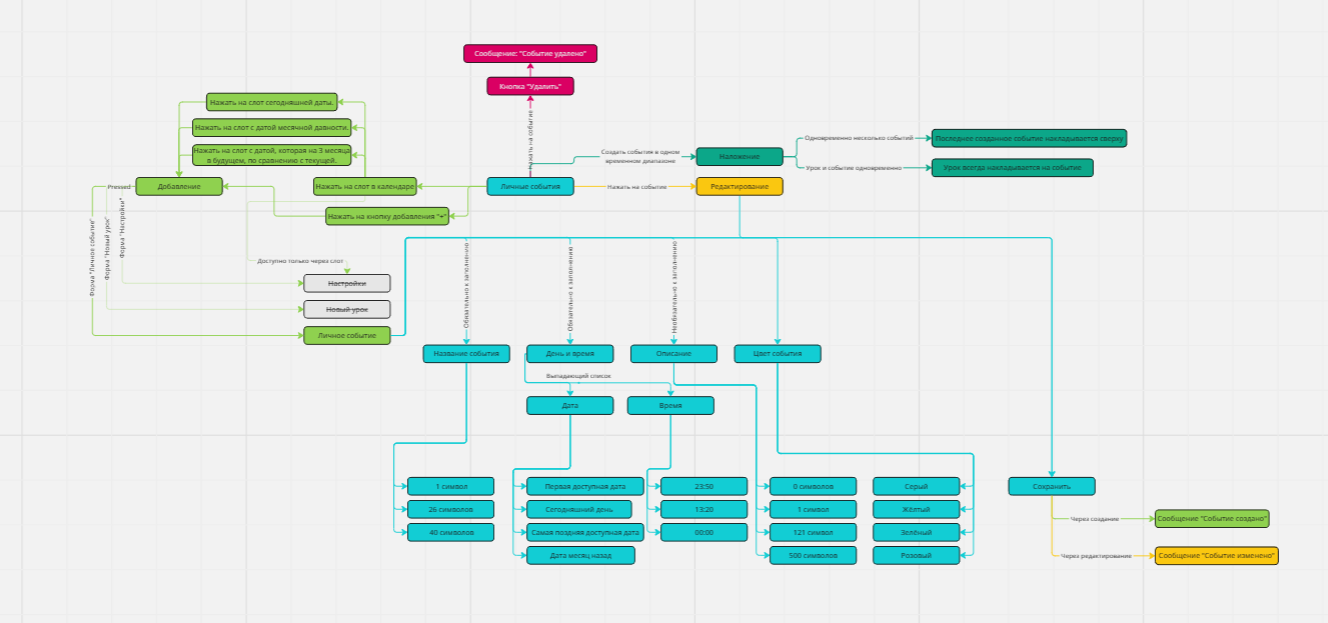 Сообщение: "Событие удалено"
Кнопка "Удалить"
Нажать на событие
Нажать на слот сегодняшней даты.
Нажать на слот с датой месячной давности.
Нажать на слот с датой, которая на 3 месяца
в будущем, по сравнению с текущей.
Pressed
Добавление
Нажать на слот в календаре
Нажать на кнопку добавления "+"
Личные события
Создать события в одном
временном диапазоне
Наложение
Одновременно несколько событий
Последнее созданное событие накладывается сверху
Урок и событие одновременно
Урок всегда накладывается на событие
Нажать на событие
Редактирование
Форма "Личное событие"
Форма "Новый урок"
Форма "Настройки"
Доступно только через слот
Настройки
Новый урок
Личное событие
Обязательно к заполнению
Обязательно к заполнению
Необязательно к заполнению
Название события
День и время
Описание
Цвет события
Выпадающий список
Дата
Время
1 символ
26 символов
40 символов
Первая доступная дата
Сегодняшний день
Самая поздняя доступная дата
Дата месяц назад
23:50
13:20
00:00
0 символов
1 символ
121 символ
500 символов
Серый
Жёлтый
Зелёный
Розовый
Сохранить
Через создание
Сообщение "Событие создано"
Через редактирование
Сообщение "Событие изменено"